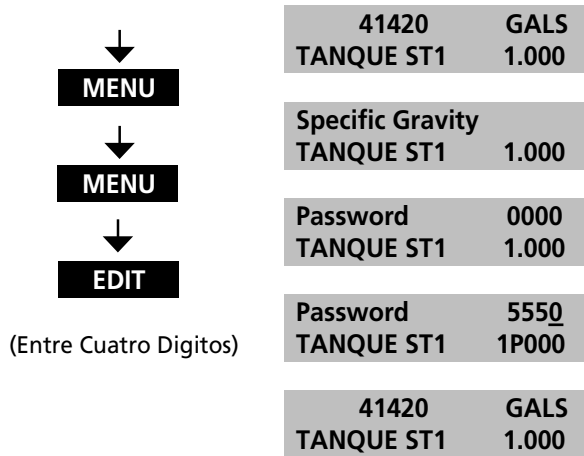 41420 GALS
TANQUE ST1 1.000
MENU
Specific Gravity
TANQUE ST1 1.000
MENU
Password 0000
TANQUE ST1 1.000
EDIT
Password 5550
(Entre Cuatro Digitos) TANQUE ST1 1P000
41420 GALS
TANQUE ST1 1.000